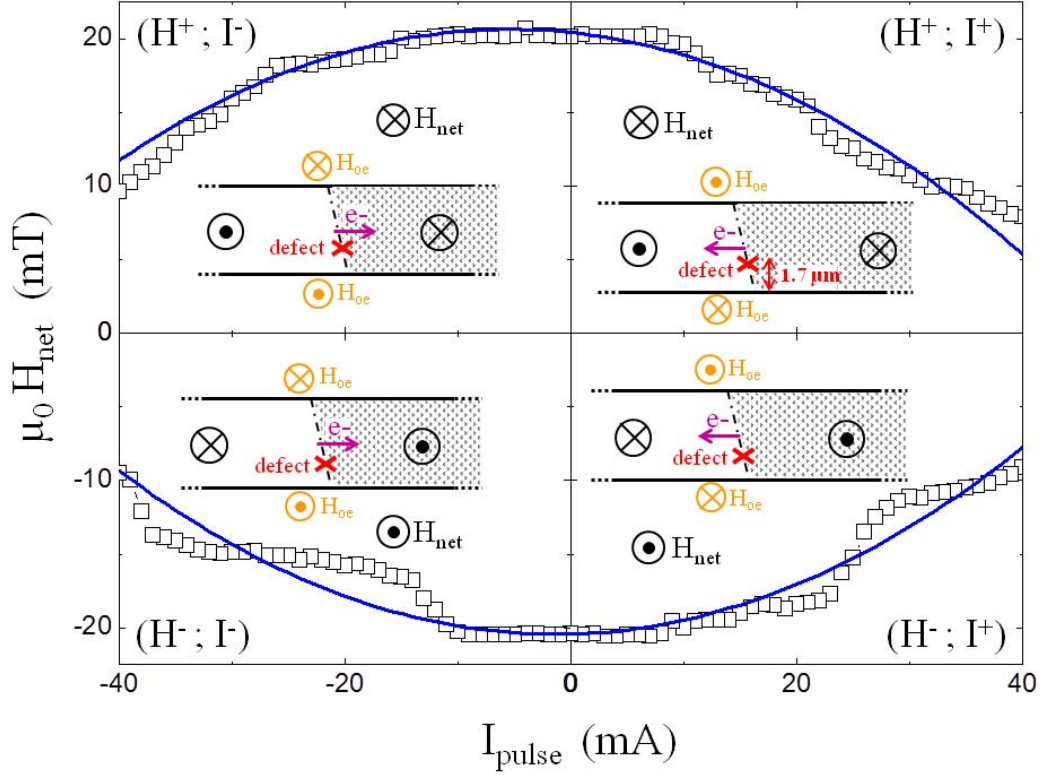 (H⁺ ; I⁻)
(H⁺ ; I⁺)
H_net
H_net
H_oe
H_oe
e-
e-
defect
defect
1.7 μm
H_oe
H_oe
H_oe
H_oe
e-
e-
defect
defect
H_oe
H_oe
H_net
H_net
(H⁻ ; I⁻)
(H⁻ ; I⁺)
20
10
0
-10
-20
μ₀ H_net (mT)
-40
-20
0
20
40
I_pulse (mA)